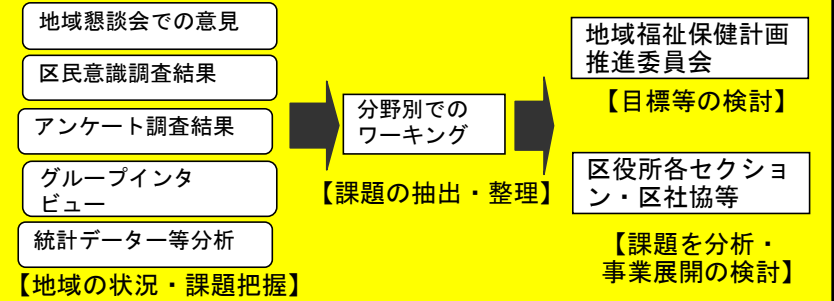 地域懇談会での意見
区民意識調査結果
アンケート調査結果
グループインタ
ビュー
統計データー等分析
【地域の状況・課題把握】
分野別での
ワーキング
【課題の抽出・整理】
地域福祉保健計画
推進委員会
【目標等の検討】
区役所各セクショ
ン・区社協等
【課題を分析・
事業展開の検討】